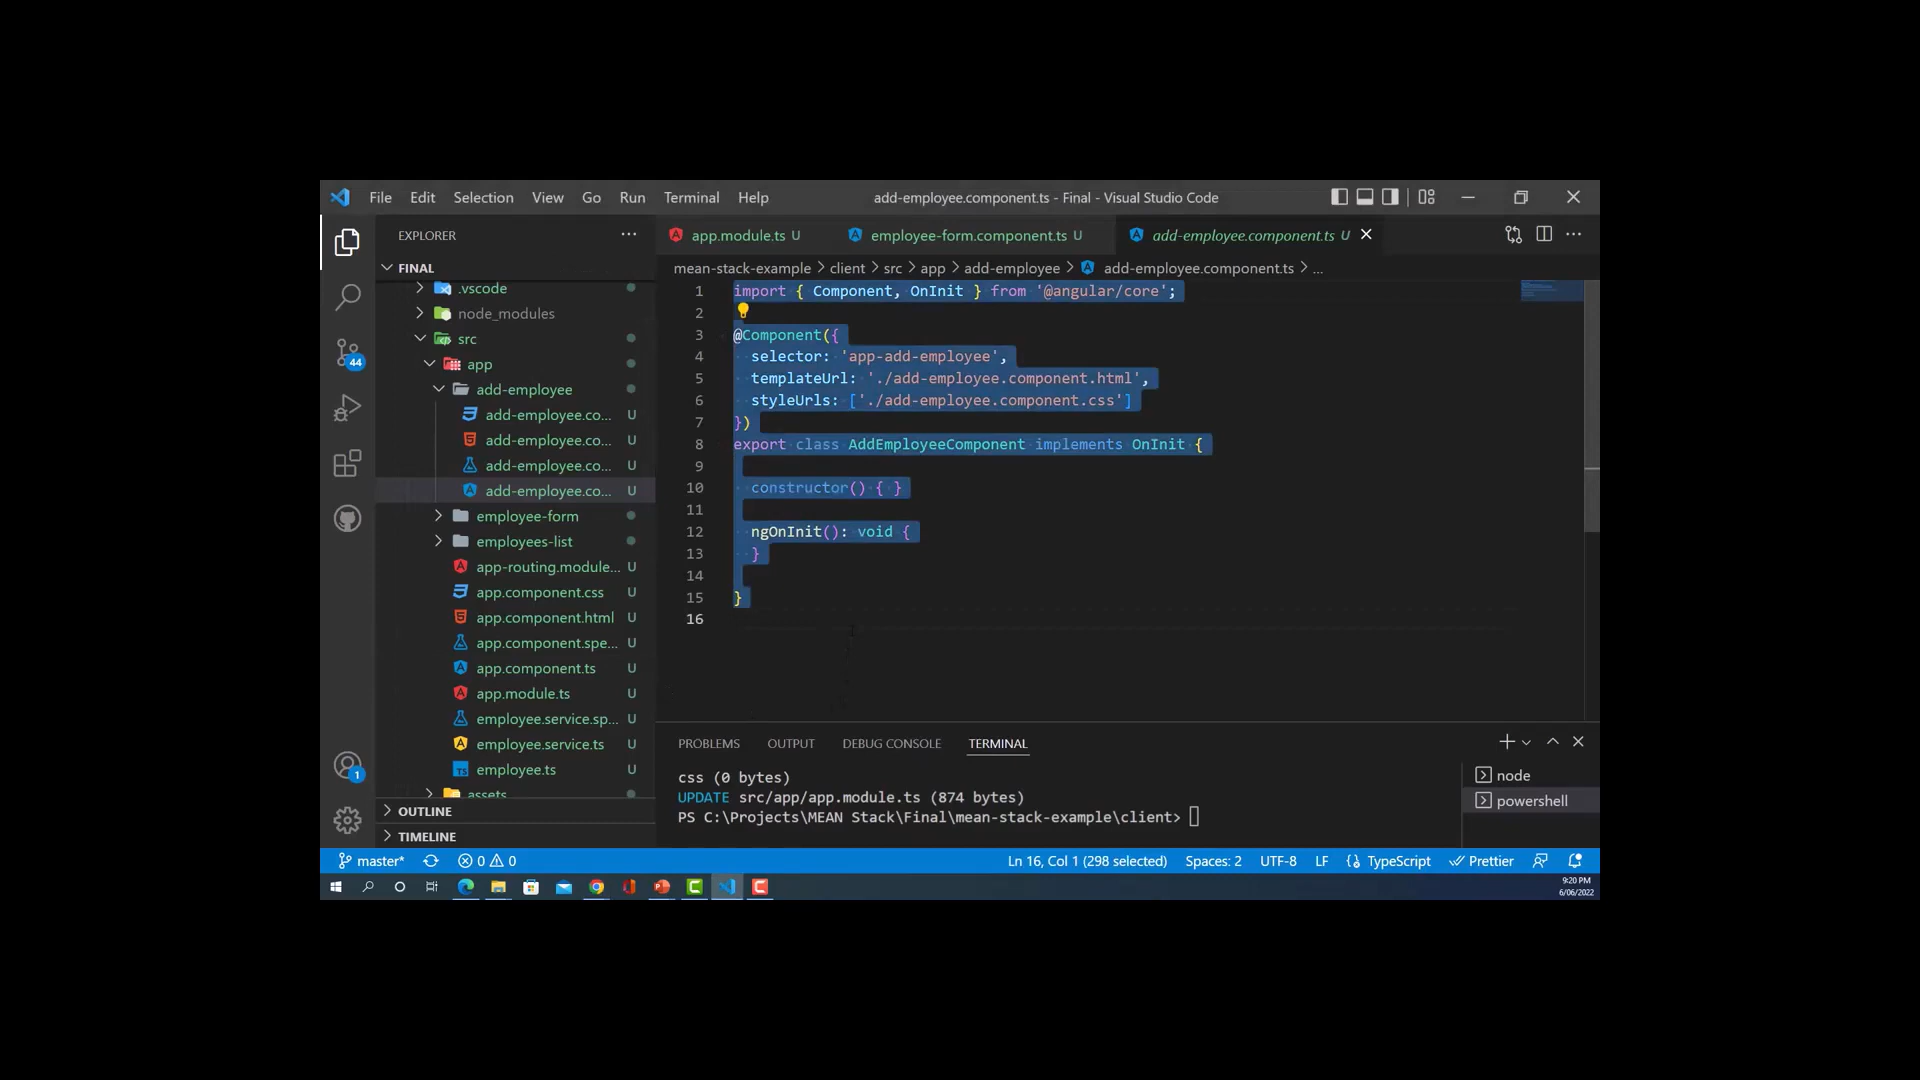 File Edit Selection View Go Run Terminal Help
add-employee.component.ts - Final - Visual Studio Code
EXPLORER
FINAL
.vscode
node_modules
src
app
add-employee
add-employee.co... U
add-employee.co... U
add-employee.co... U
add-employee.co... U
employee-form
employees-list
app-routing.module... U
app.component.css U
app.component.html U
app.component.spe... U
app.component.ts U
app.module.ts U
employee.service.sp... U
employee.service.ts U
employee.ts U
assets
OUTLINE
TIMELINE
44
1
app.module.ts U
employee-form.component.ts U
add-employee.component.ts U
mean-stack-example > client > src > app > add-employee > add-employee.component.ts > ...
1 import { Component, OnInit } from '@angular/core';
2
3 @Component({
4 selector: 'app-add-employee',
5 templateUrl: './add-employee.component.html',
6 styleUrls: ['./add-employee.component.css']
7 })
8 export class AddEmployeeComponent implements OnInit {
9
10 constructor() { }
11
12 ngOnInit(): void {
13 }
14
15 }
16
PROBLEMS OUTPUT DEBUG CONSOLE TERMINAL
css (0 bytes)
UPDATE src/app/app.module.ts (874 bytes)
PS C:\Projects\MEAN Stack\Final\mean-stack-example\client>
node
powershell
master* 0 0 Ln 16, Col 1 (298 selected) Spaces: 2 UTF-8 LF TypeScript Prettier
9:20 PM
6/06/2022